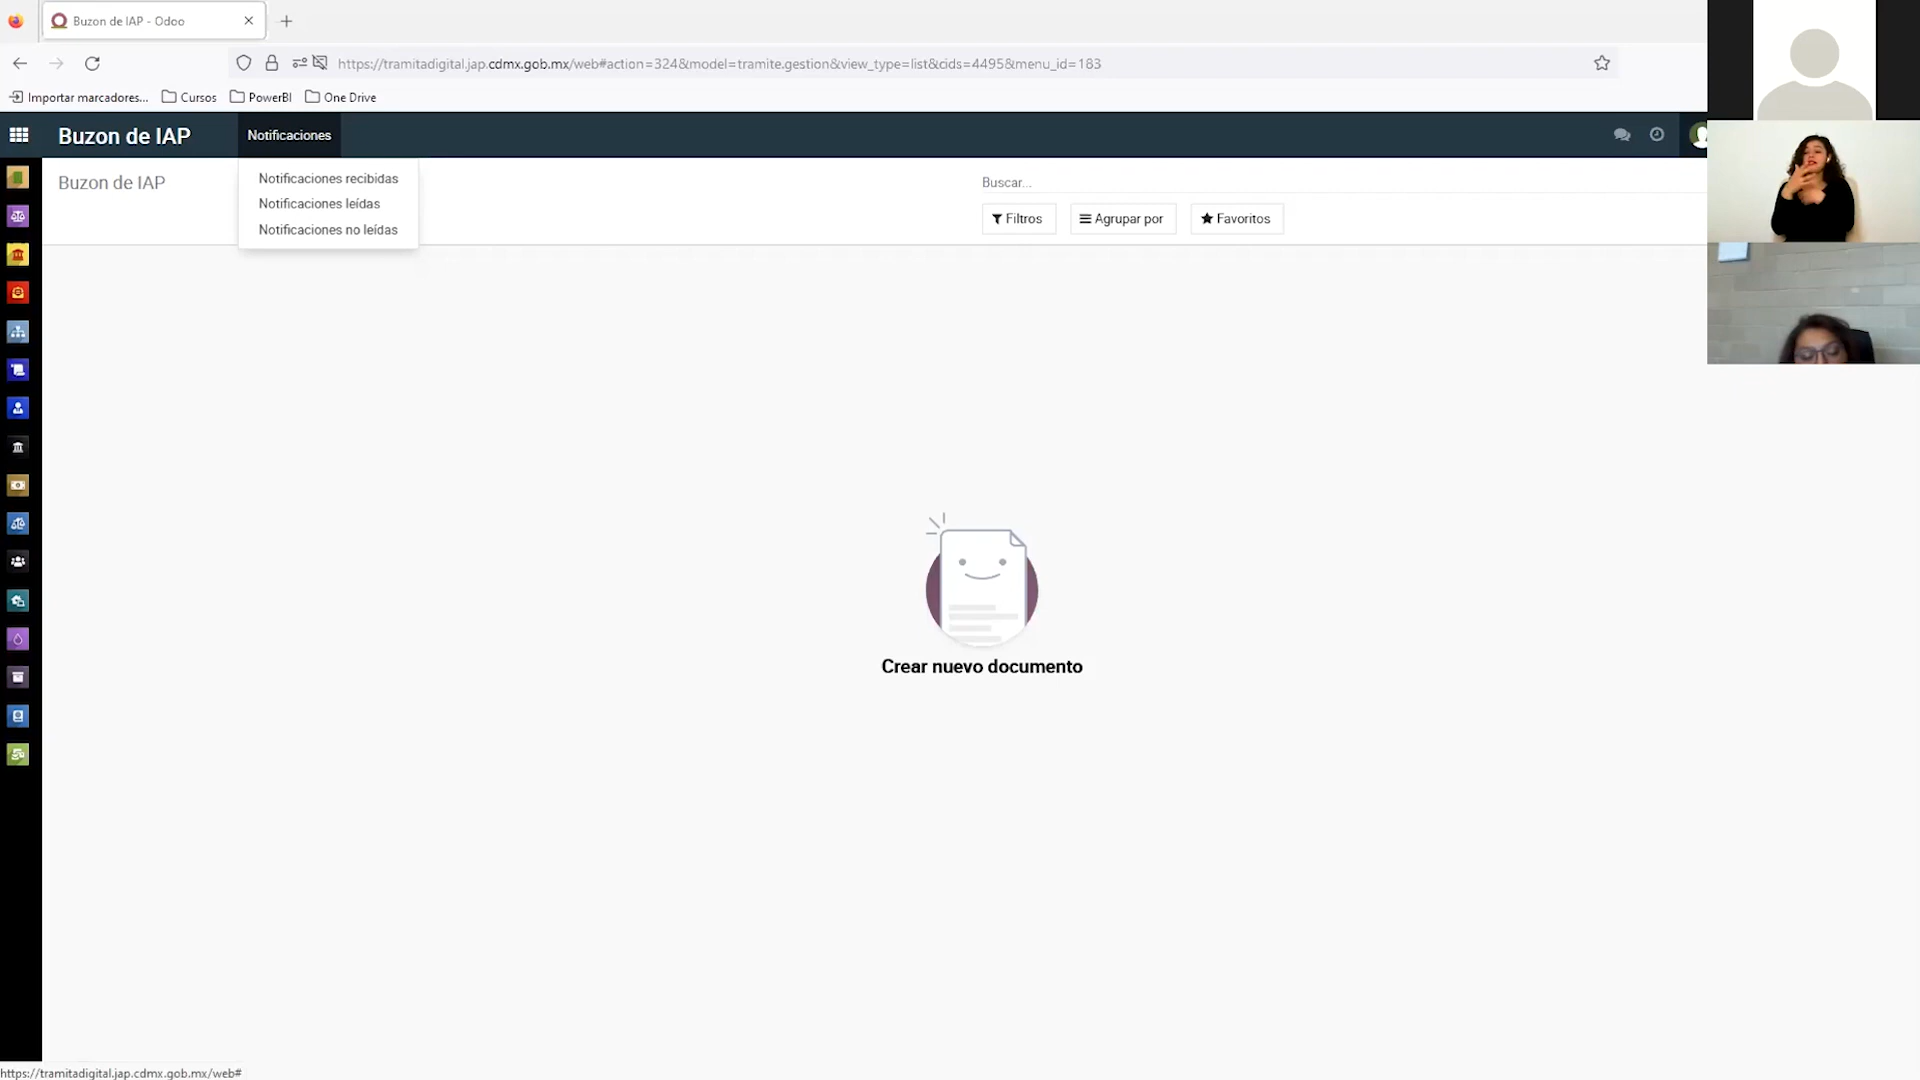 Buzon de IAP - Odoo
https://tramitadigital.jap.cdmx.gob.mx/web#action=324&model=tramite.gestion&view_type=list&cids=4495&menu_id=183
Importar marcadores... Cursos PowerBI One Drive
Buzon de IAP Notificaciones
Buzon de IAP
Notificaciones recibidas
Notificaciones leídas
Notificaciones no leídas
Buscar...
Filtros Agrupar por Favoritos
Crear nuevo documento
https://tramitadigital.jap.cdmx.gob.mx/web#